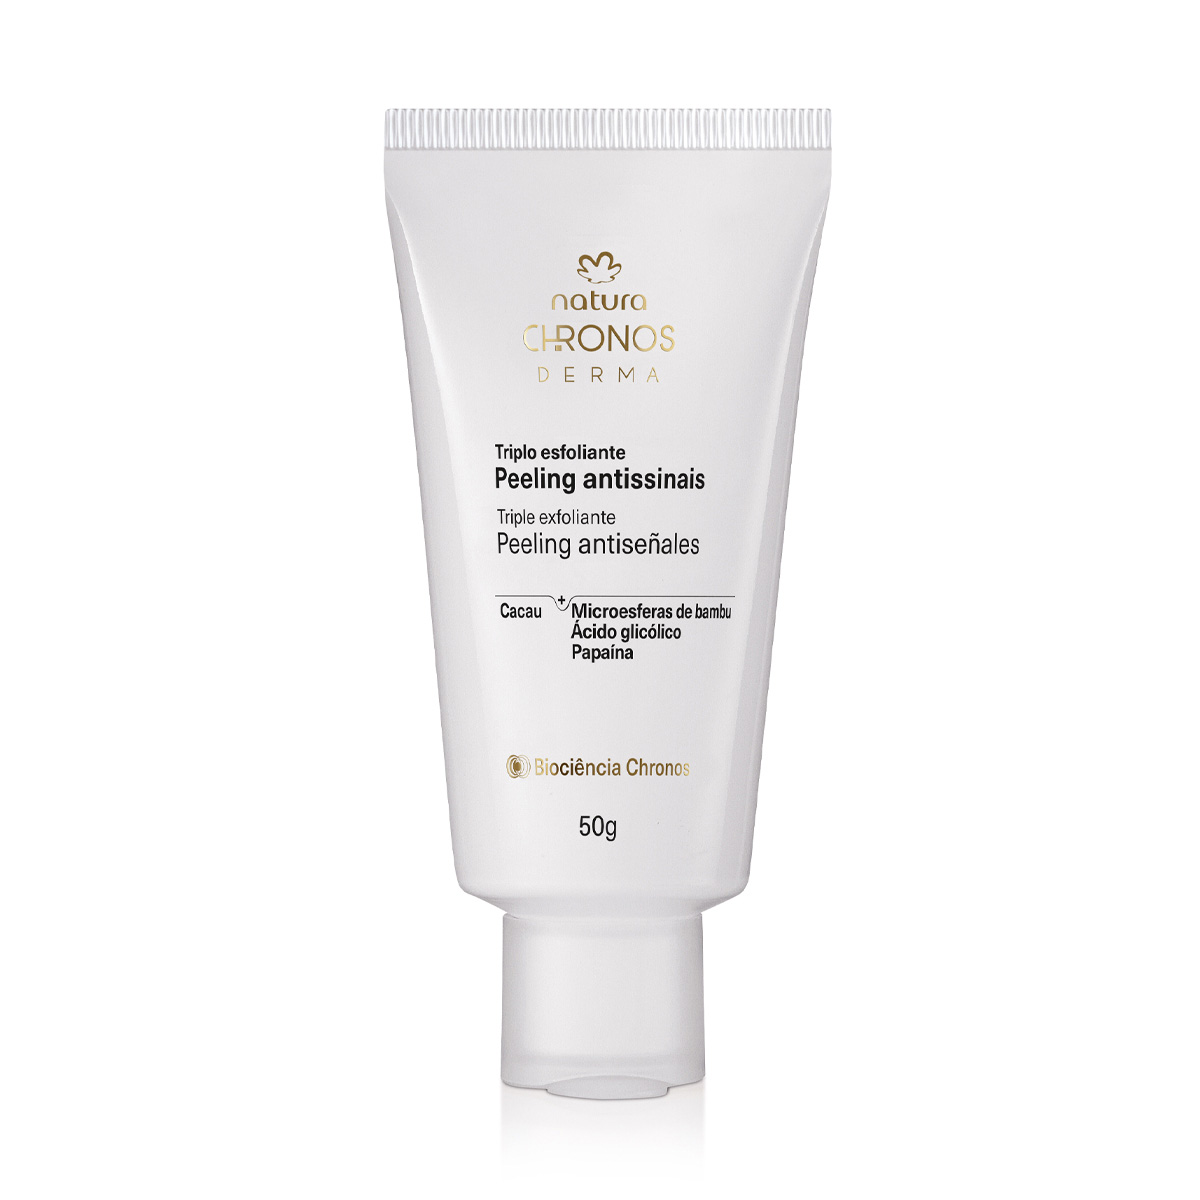 natura
CHRONOS
DERMA
Triplo esfoliante
Peeling antissinais
Triple exfoliante
Peeling antiseñales
Cacau + Microesferas de bambu
Ácido glicólico
Papaína
Biociência Chronos
50g